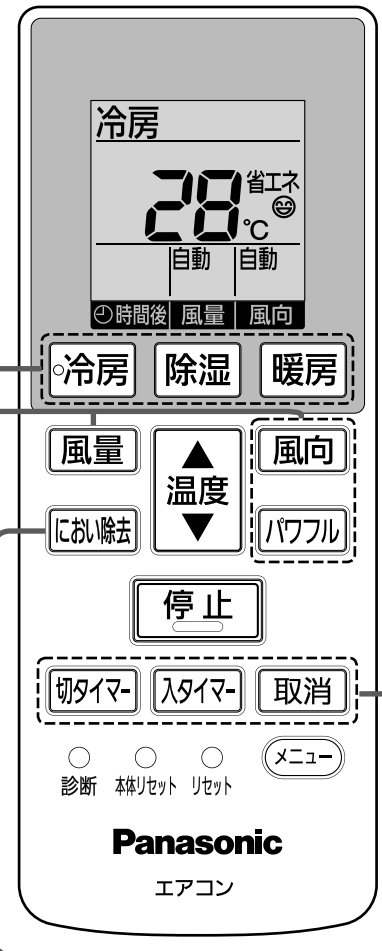 冷房
28℃ 省エネ
自動 自動
時間後 風量 風向
冷房 除湿 暖房
風量 温度 風向
におい除去 パワフル
停止
切タイマー 入タイマー 取消
診断 本体リセット リセット メニュー
Panasonic
エアコン